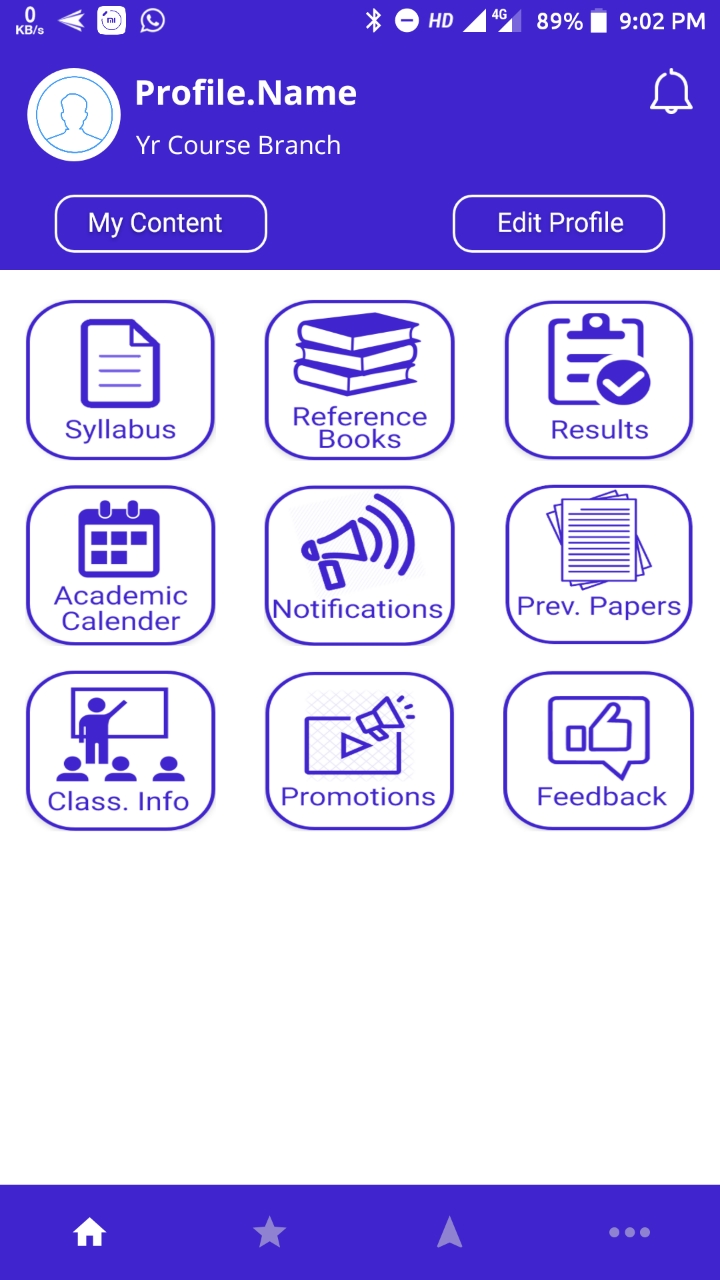 0
KB/s
HD
4G
89%
9:02 PM
Profile.Name
Yr Course Branch
My Content
Edit Profile
Syllabus
Reference
Books
Results
Academic
Calender
Notifications
Prev. Papers
Class. Info
Promotions
Feedback